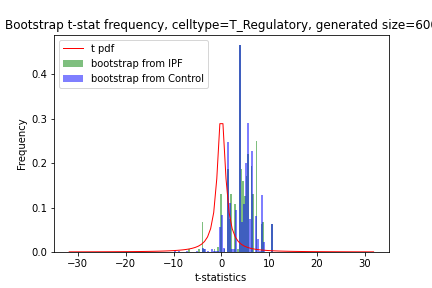 Bootstrap t-stat frequency, celltype=T_Regulatory, generated size=600
t pdf
bootstrap from IPF
bootstrap from Control
Frequency
0.4
0.3
0.2
0.1
0.0
−30 −20 −10 0 10 20 30
t-statistics